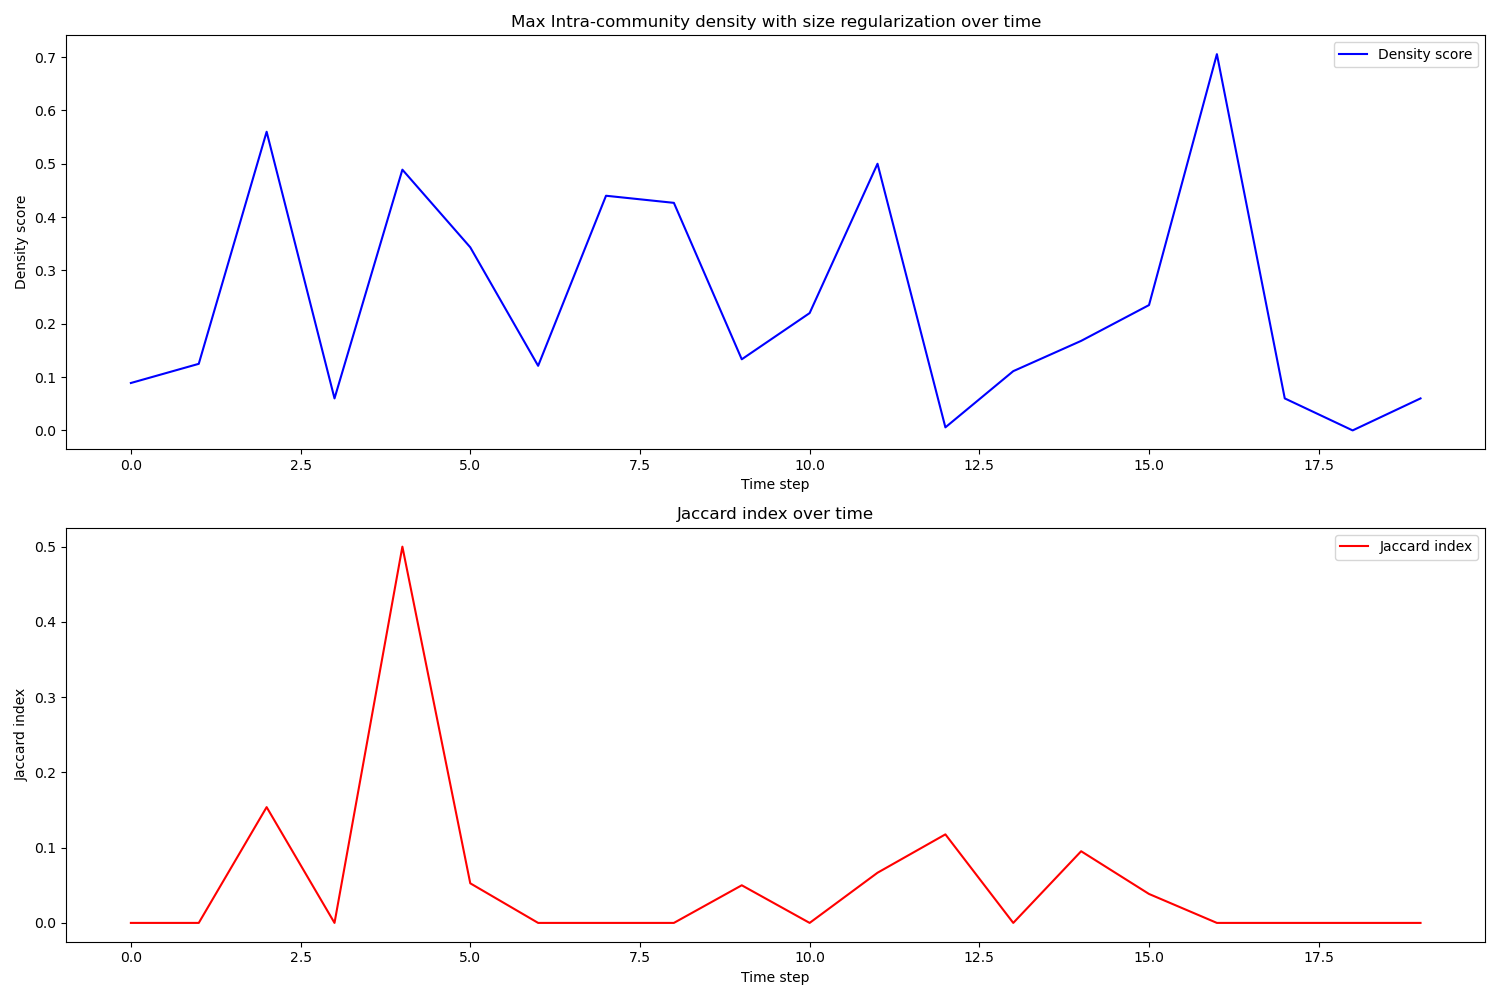 Max Intra-community density with size regularization over time
Density score
0.7
0.6
0.5
0.4
0.3
0.2
0.1
0.0
Density score
0.0 2.5 5.0 7.5 10.0 12.5 15.0 17.5
Time step
Jaccard index over time
Jaccard index
0.5
0.4
0.3
0.2
0.1
0.0
Jaccard index
0.0 2.5 5.0 7.5 10.0 12.5 15.0 17.5
Time step